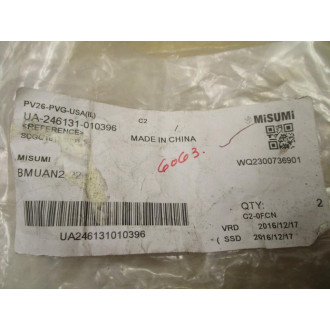 PV26-PVG-USA(IL)
UA-246131-010396
C2
MiSUMi
<REFERENCE>
MADE IN CHINA
6063.
MiSUMi
WQ2300736901
BMUAN2
QTY: 2
C2-0FCN
VRD 2016/12/17
( SSD 2016/12/17
UA246131010396